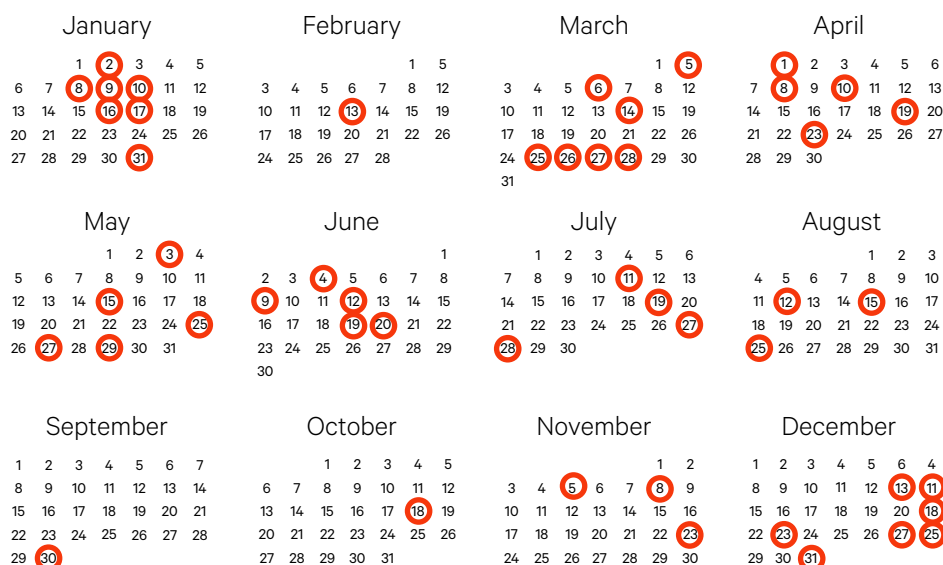 January
1 2 3 4 5
6 7 8 9 10 11 12
13 14 15 16 17 18 19
20 21 22 23 24 25 26
27 28 29 30 31
February
1 5
3 4 5 6 7 8 12
10 11 12 13 14 15 19
17 18 19 20 21 22 26
24 25 26 27 28
March
1 5
3 4 5 6 7 8 12
10 11 12 13 14 15 19
17 18 19 20 21 22 26
24 25 26 27 28 29 30
31
April
1 2 3 4 5 6
7 8 9 10 11 12 13
14 15 16 17 18 19 20
21 22 23 24 25 26 27
28 29 30
May
1 2 3 4
5 6 7 8 9 10 11
12 13 14 15 16 17 18
19 20 21 22 23 24 25
26 27 28 29 30 31
June
1
2 3 4 5 6 7 8
9 10 11 12 13 14 15
16 17 18 19 20 21 22
23 24 25 26 27 28 29
30
July
1 2 3 4 5 6
7 8 9 10 11 12 13
14 15 16 17 18 19 20
21 22 23 24 25 26 27
28 29 30
August
1 2 3
4 5 6 7 8 9 10
11 12 13 14 15 16 17
18 19 20 21 22 23 24
25 26 27 28 29 30 31
September
1 2 3 4 5 6 7
8 9 10 11 12 13 14
15 16 17 18 19 20 21
22 23 24 25 26 27 28
29 30
October
1 2 3 4 5
6 7 8 9 10 11 12
13 14 15 16 17 18 19
20 21 22 23 24 25 26
27 28 29 30 31
November
1 2
3 4 5 6 7 8 9
10 11 12 13 14 15 16
17 18 19 20 21 22 23
24 25 26 27 28 29 30
December
1 2 3 4 5 6 4
8 9 10 11 12 13 11
15 16 17 18 19 20 18
22 23 24 25 26 27 25
29 30 31